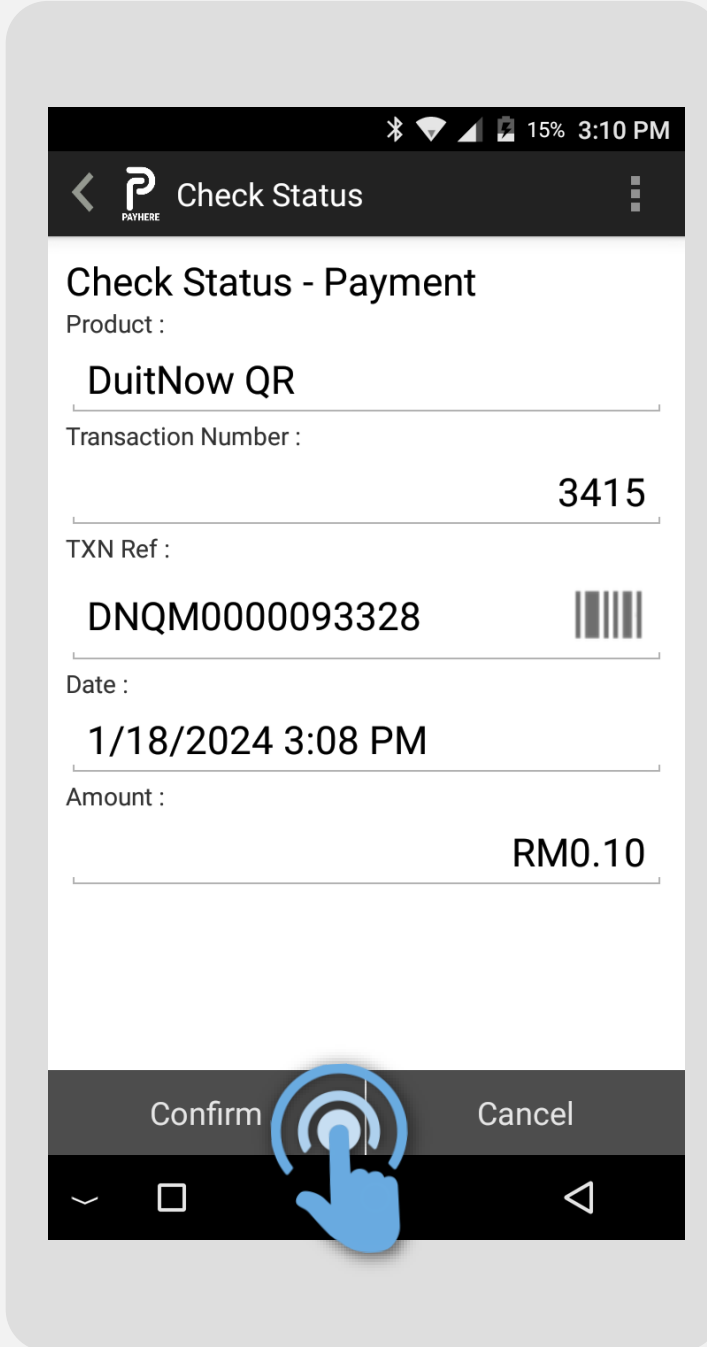 15% 3:10 PM
PAYHERE
Check Status
Check Status - Payment
Product :
DuitNow QR
Transaction Number :
3415
TXN Ref :
DNQM0000093328
Date :
1/18/2024 3:08 PM
Amount :
RM0.10
Confirm
Cancel